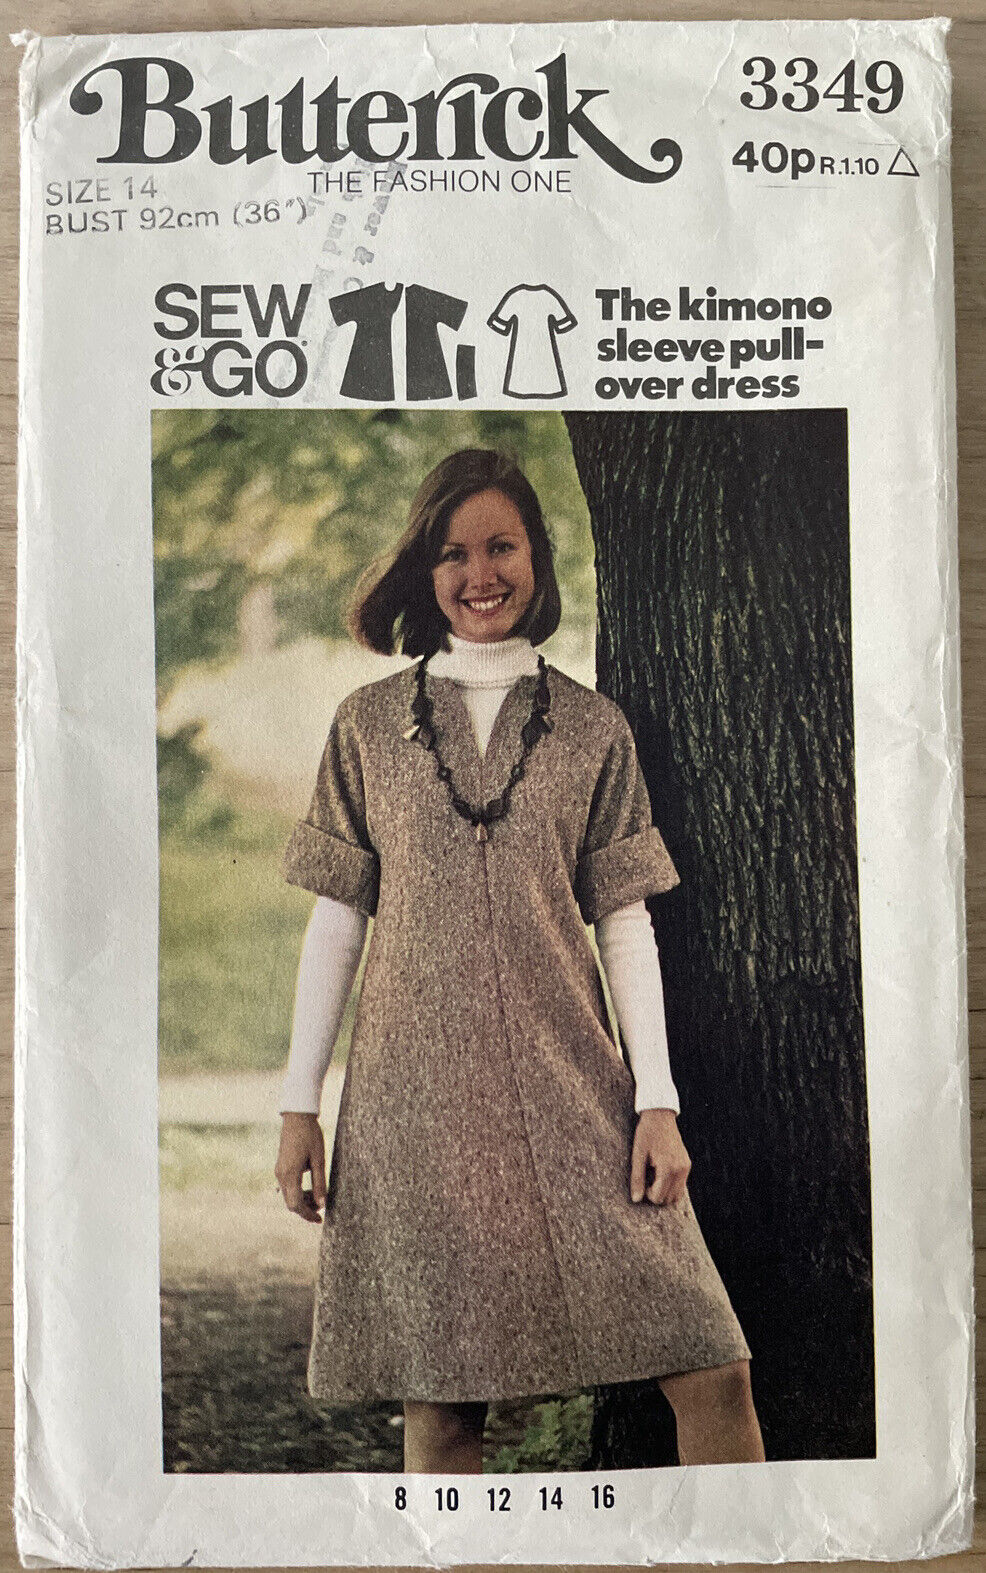 Butterick
3349
THE FASHION ONE
40p R.1.10
SIZE 14
BUST 92cm (36")
SEW
& GO
The kimono
sleeve pull-
over dress
8 10 12 14 16